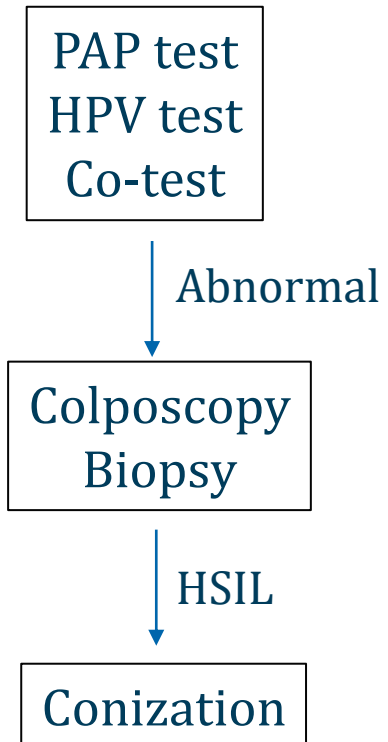 PAP test
HPV test
Co-test
Abnormal
Colposcopy
Biopsy
HSIL
Conization